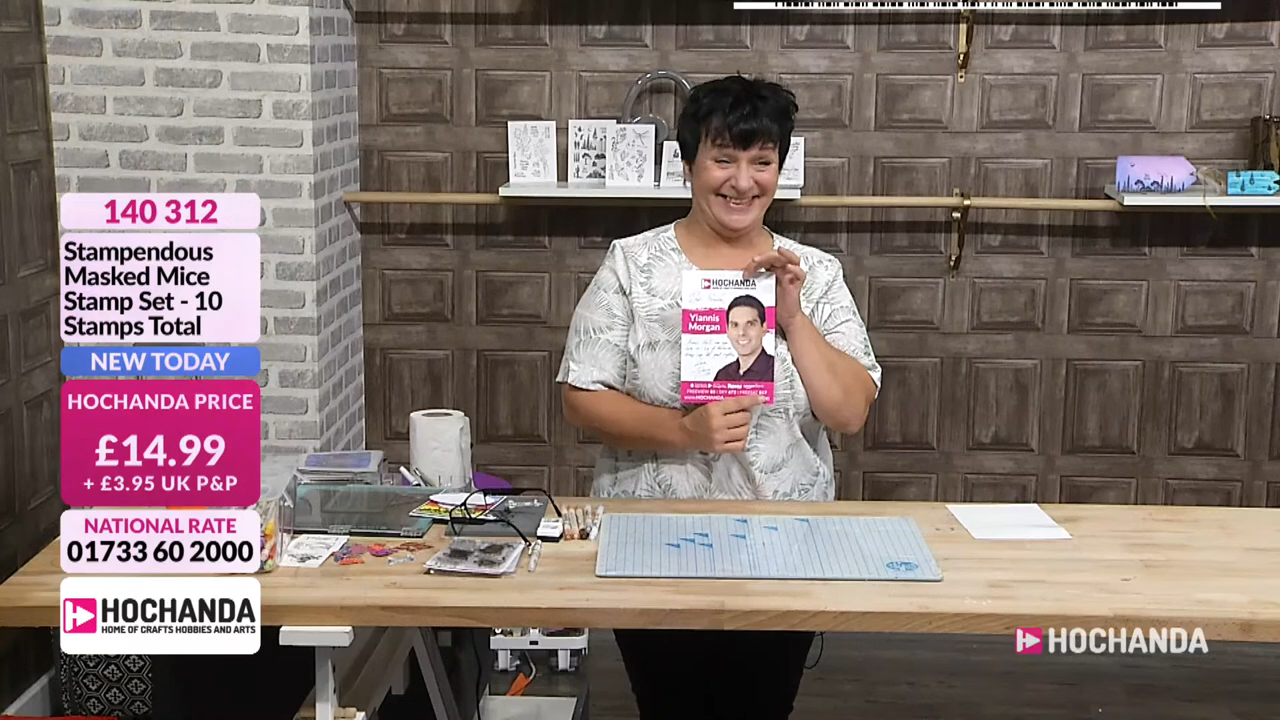 140 312
Stampendous
Masked Mice
Stamp Set - 10
Stamps Total
NEW TODAY
HOCHANDA PRICE
£14.99
+ £3.95 UK P&P
NATIONAL RATE
01733 60 2000
HOCHANDA
HOME OF CRAFTS HOBBIES AND ARTS
HOCHANDA
Yiannis
Morgan
HOCHANDA